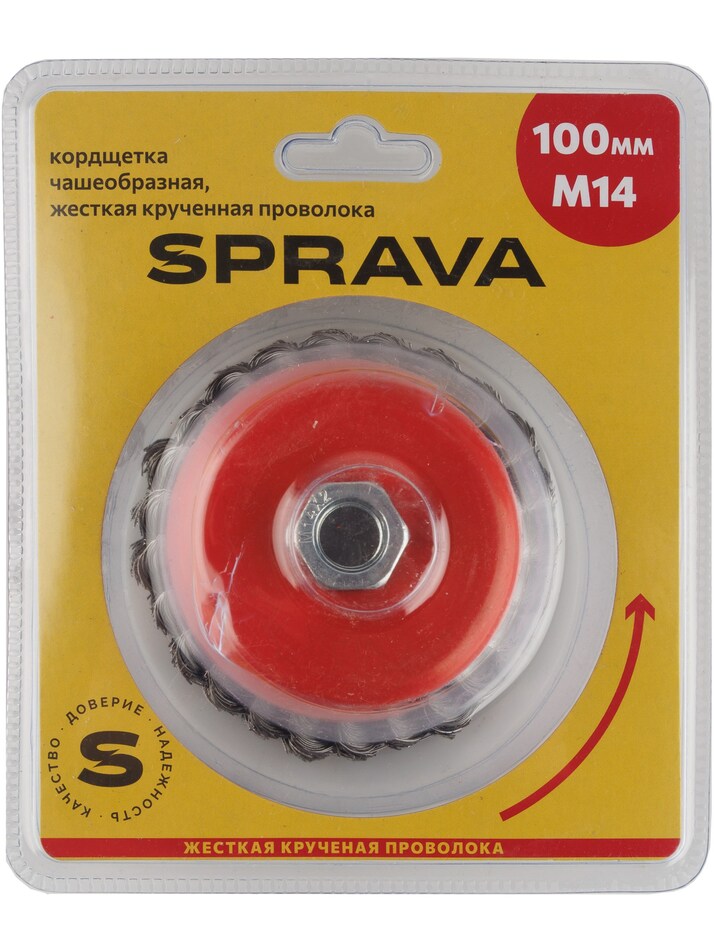 кордщетка
чашеобразная,
жесткая крученная проволока
100мм
M14
SPRAVA
M14X2
КАЧЕСТВО · ДОВЕРИЕ · НАДЕЖНОСТЬ ·
S
ЖЕСТКАЯ КРУЧЕНАЯ ПРОВОЛОКА